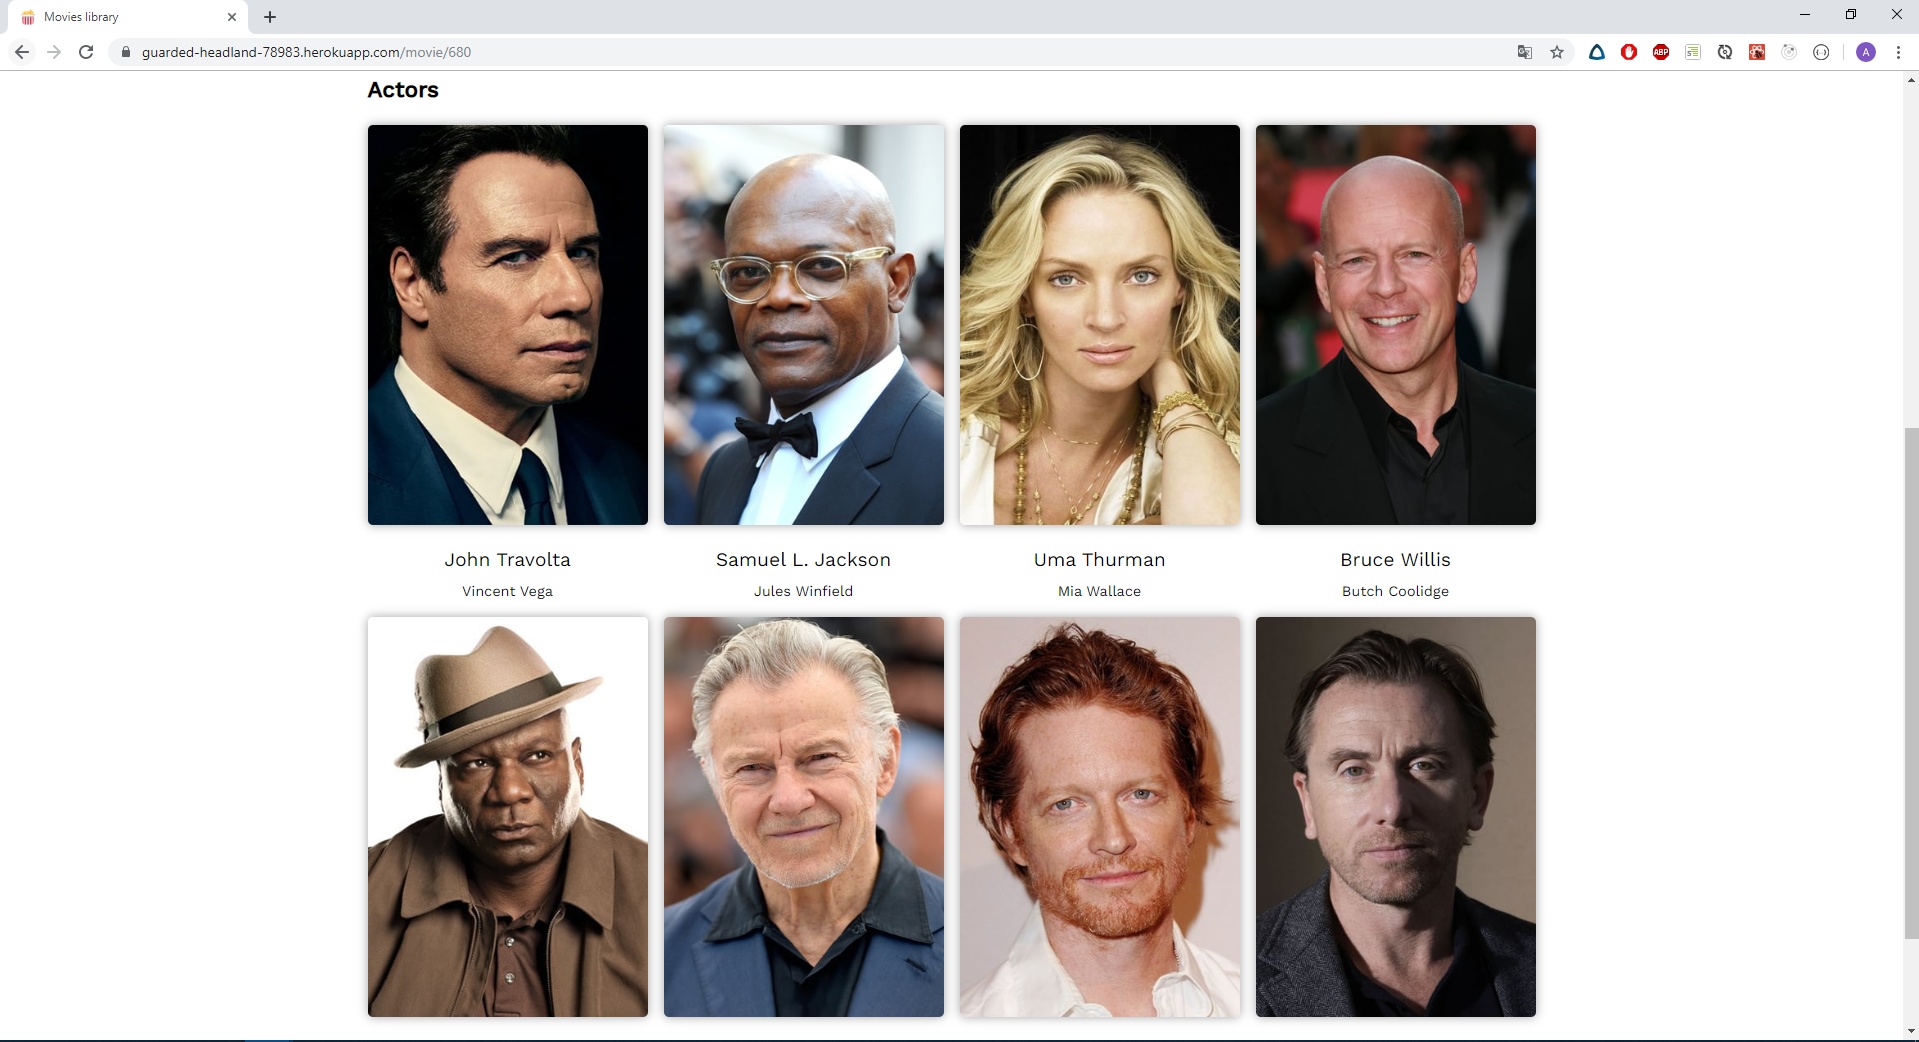 Movies library
guarded-headland-78983.herokuapp.com/movie/680
ABP
A
Actors
John Travolta
Samuel L. Jackson
Uma Thurman
Bruce Willis
Vincent Vega
Jules Winfield
Mia Wallace
Butch Coolidge